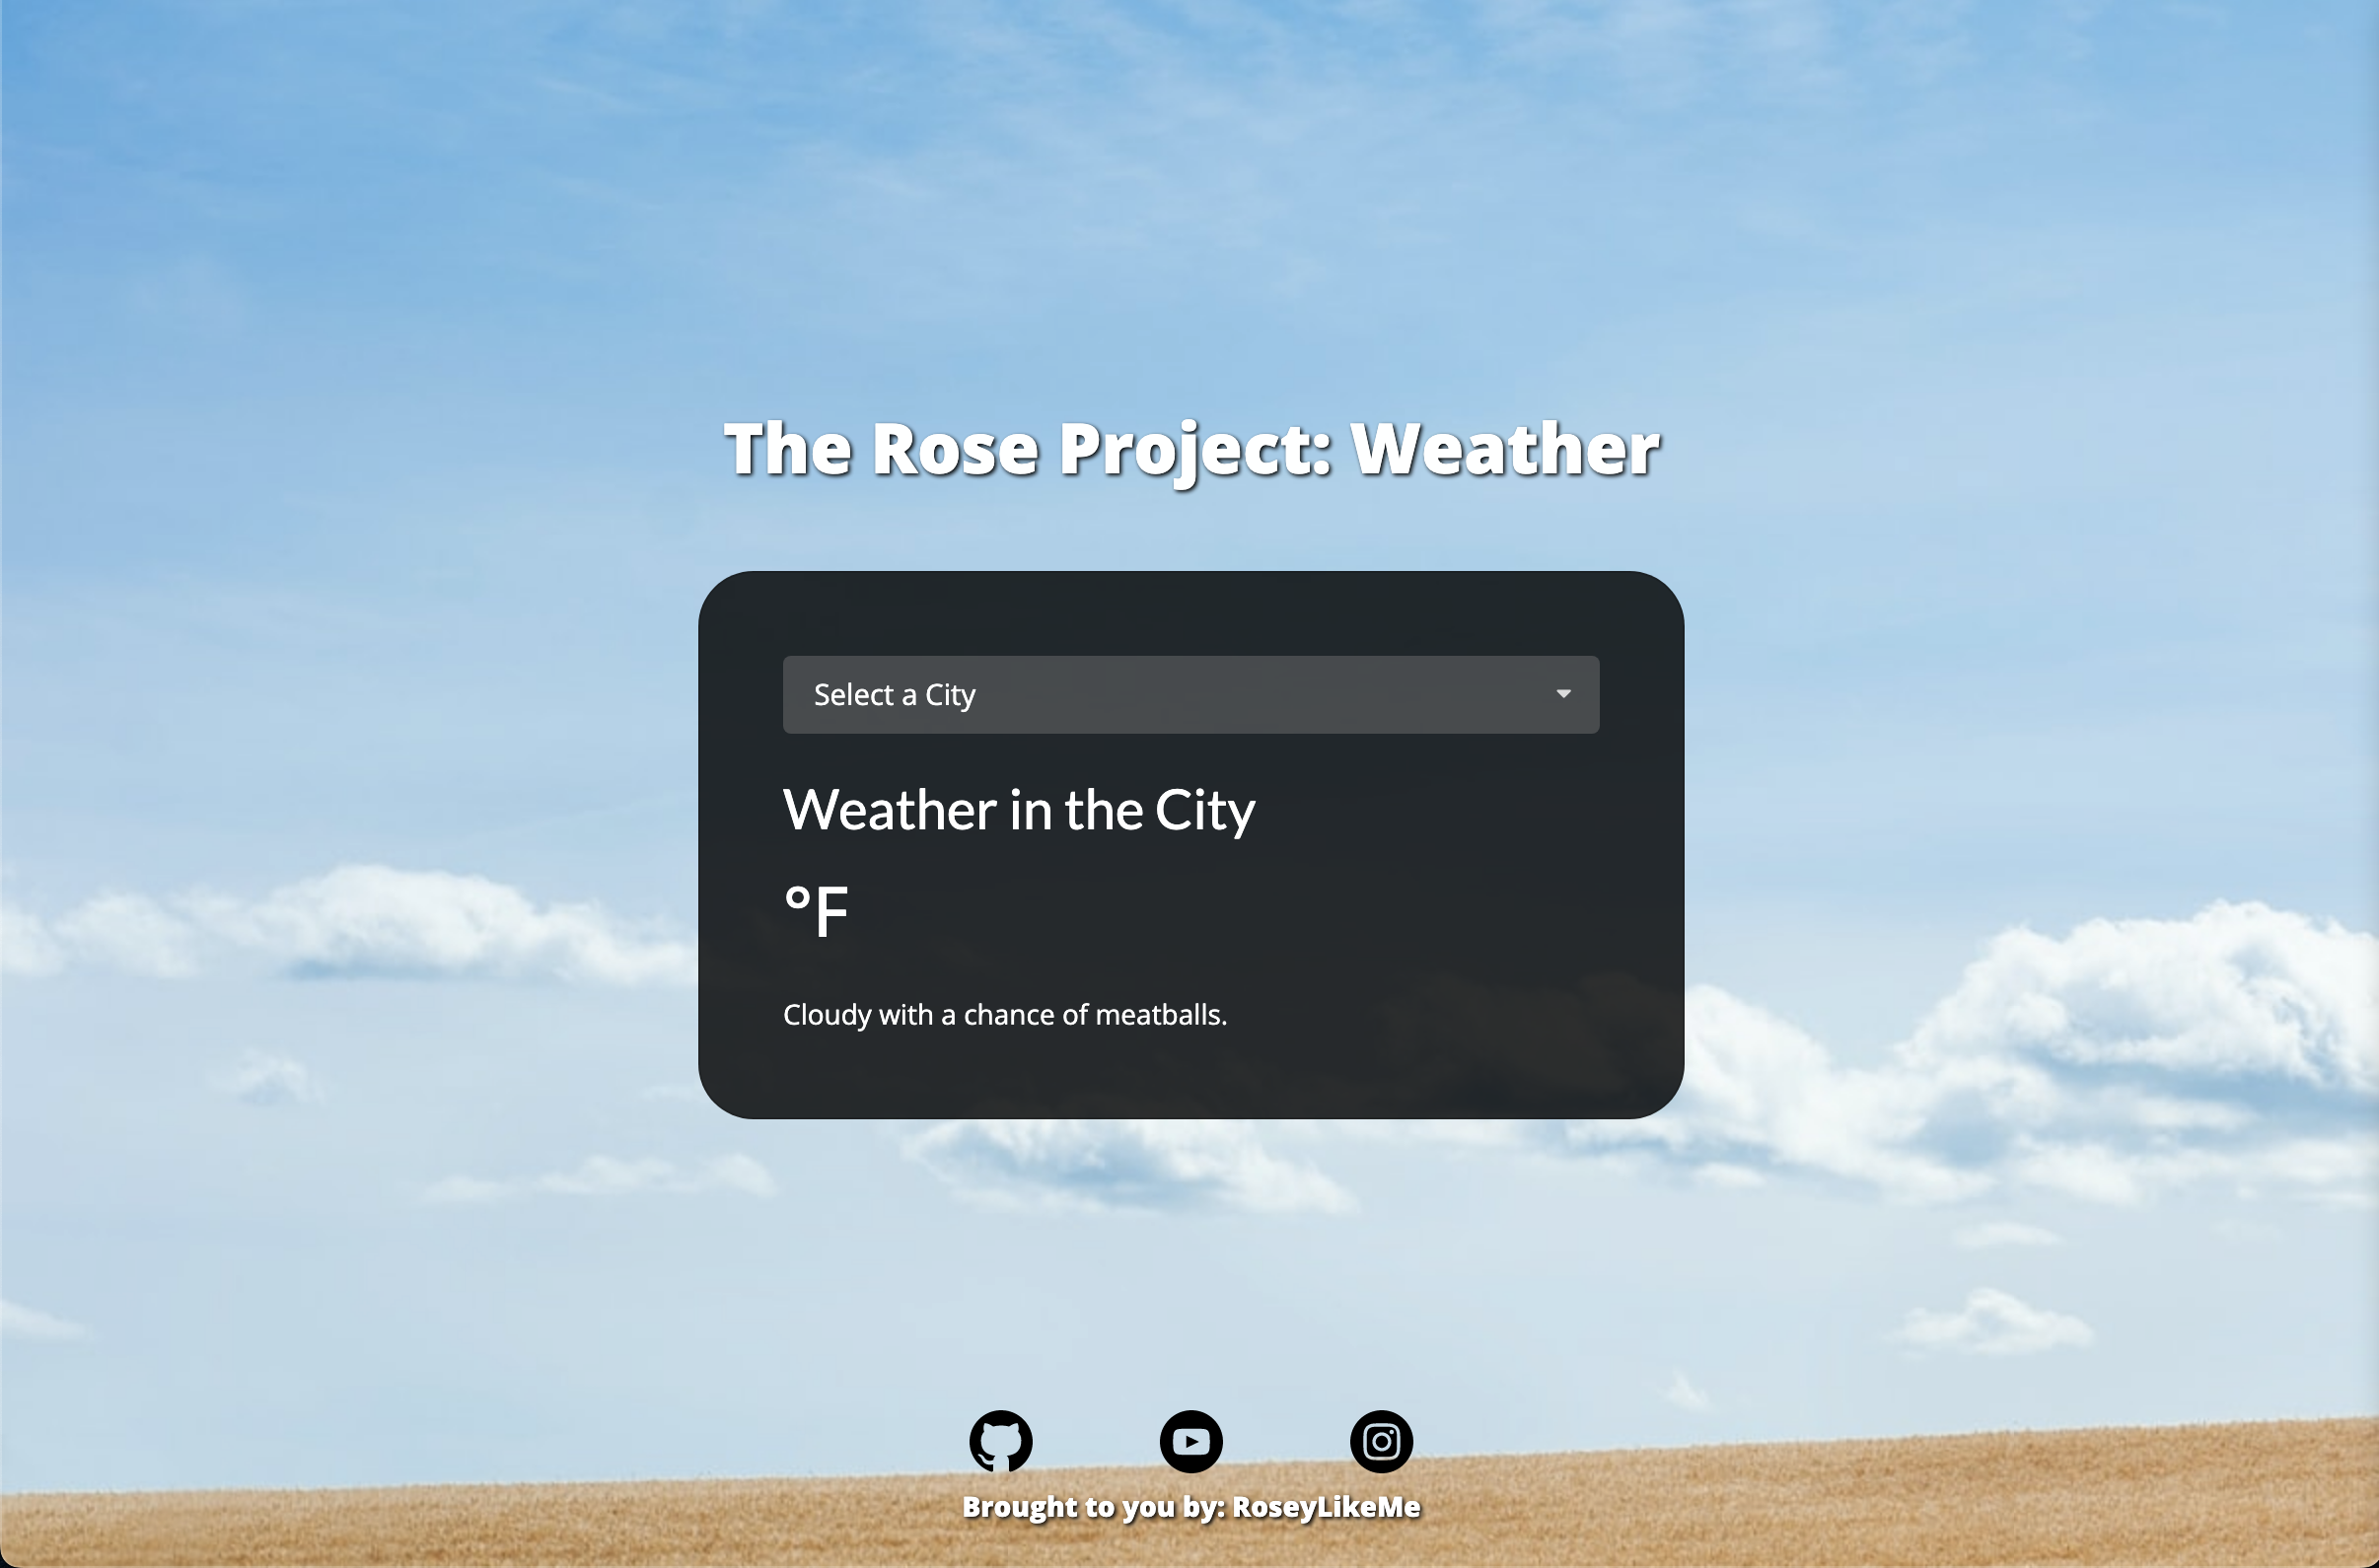 The Rose Project: Weather
Select a City
Weather in the City
°F
Cloudy with a chance of meatballs.
Brought to you by: RoseyLikeMe